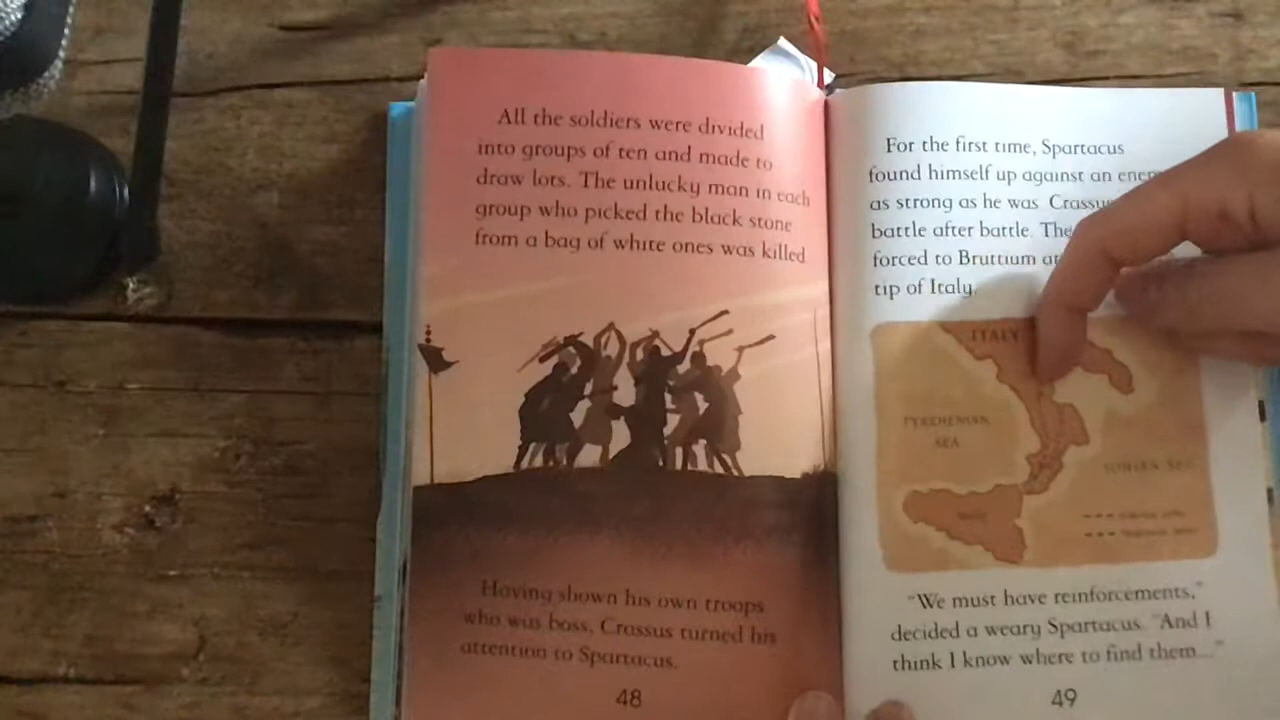 All the soldiers were divided
into groups of ten and made to
draw lots. The unlucky man in each
group who picked the black stone
from a bag of white ones was killed
Having shown his own troops
who was boss, Crassus turned his
attention to Spartacus.
48
For the first time, Spartacus
found himself up against an
as strong as he was
battle after battle. The
forced to Bruttium
tip of Italy.
ITALY
TYRRHENIAN
SEA
IONIAN SEA
"We must have reinforcements,"
decided a weary Spartacus. "And I
think I know where to find them..."
49